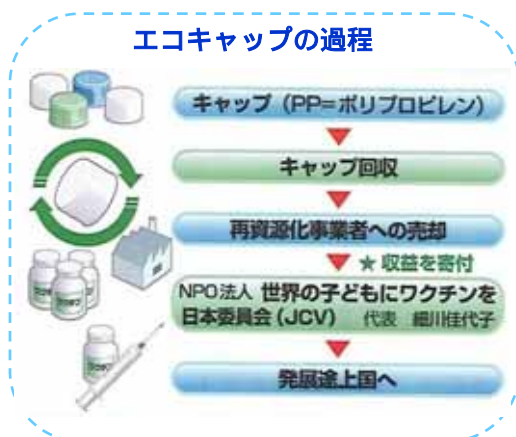 エコキャップの過程
キャップ（PP＝ポリプロピレン）
キャップ回収
再資源化事業者への売却
★ 収益を寄付
NPO法人 世界の子どもにワクチンを
日本委員会（JCV） 代表 細川佳代子
発展途上国へ